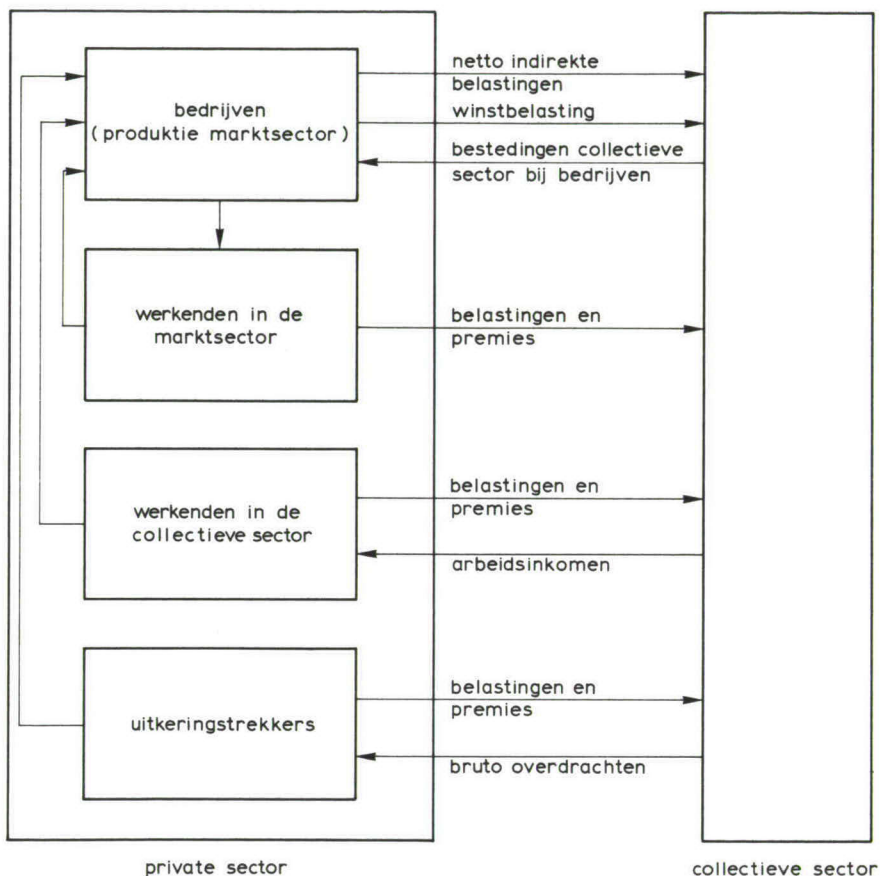 netto indirekte
belastingen
bedrijven
(produktie marktsector)
winstbelasting
bestedingen collectieve
sector bij bedrijven
werkenden in de
marktsector
belastingen en
premies
werkenden in de
collectieve sector
belastingen en
premies
arbeidsinkomen
uitkeringstrekkers
belastingen en
premies
bruto overdrachten
private sector
collectieve sector